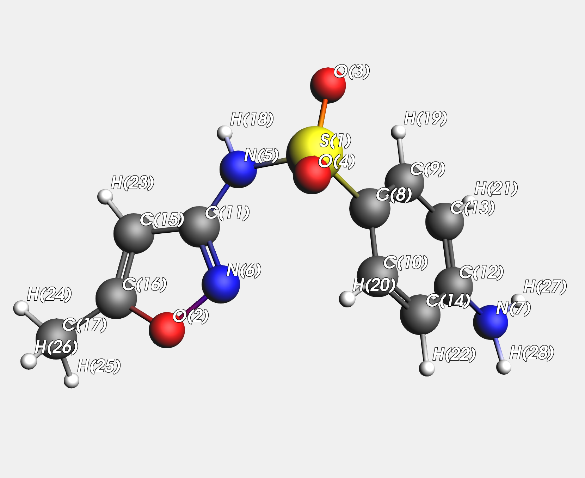 O(3)
H(18)
H(19)
S(1)
N(5)
O(4)
C(9)
H(23)
H(21)
C(8)
C(13)
C(15)
C(11)
N(6)
C(10)
C(12)
C(16)
H(20)
H(27)
H(24)
C(14)
N(7)
O(2)
C(17)
H(26)
H(22)
H(28)
H(25)